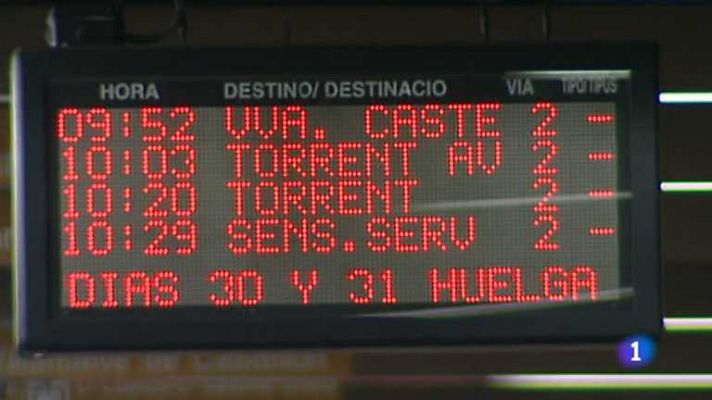 HORA DESTINO/ DESTINACIO VIA TIPO/TIPUS
09:52 VVA. CASTE 2 -
10:03 TORRENT AV 2 -
10:20 TORRENT 2 -
10:29 SENS.SERV 2 -
DIAS 30 Y 31 HUELGA
1